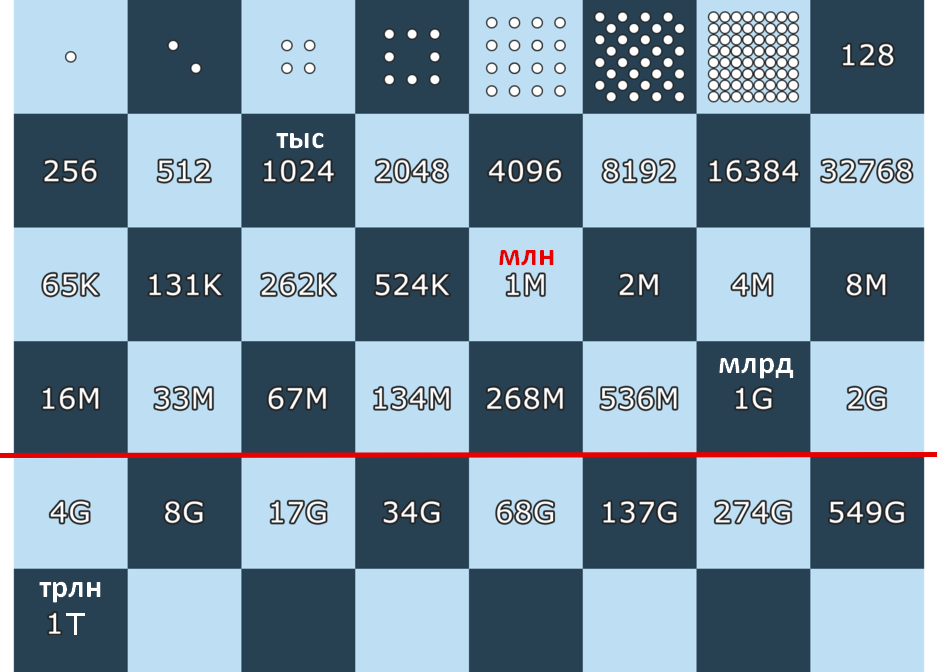 128
256 512 тыс 1024 2048 4096 8192 16384 32768
65K 131K 262K 524K млн 1M 2M 4M 8M
16M 33M 67M 134M 268M 536M млрд 1G 2G
4G 8G 17G 34G 68G 137G 274G 549G
трлн
1T